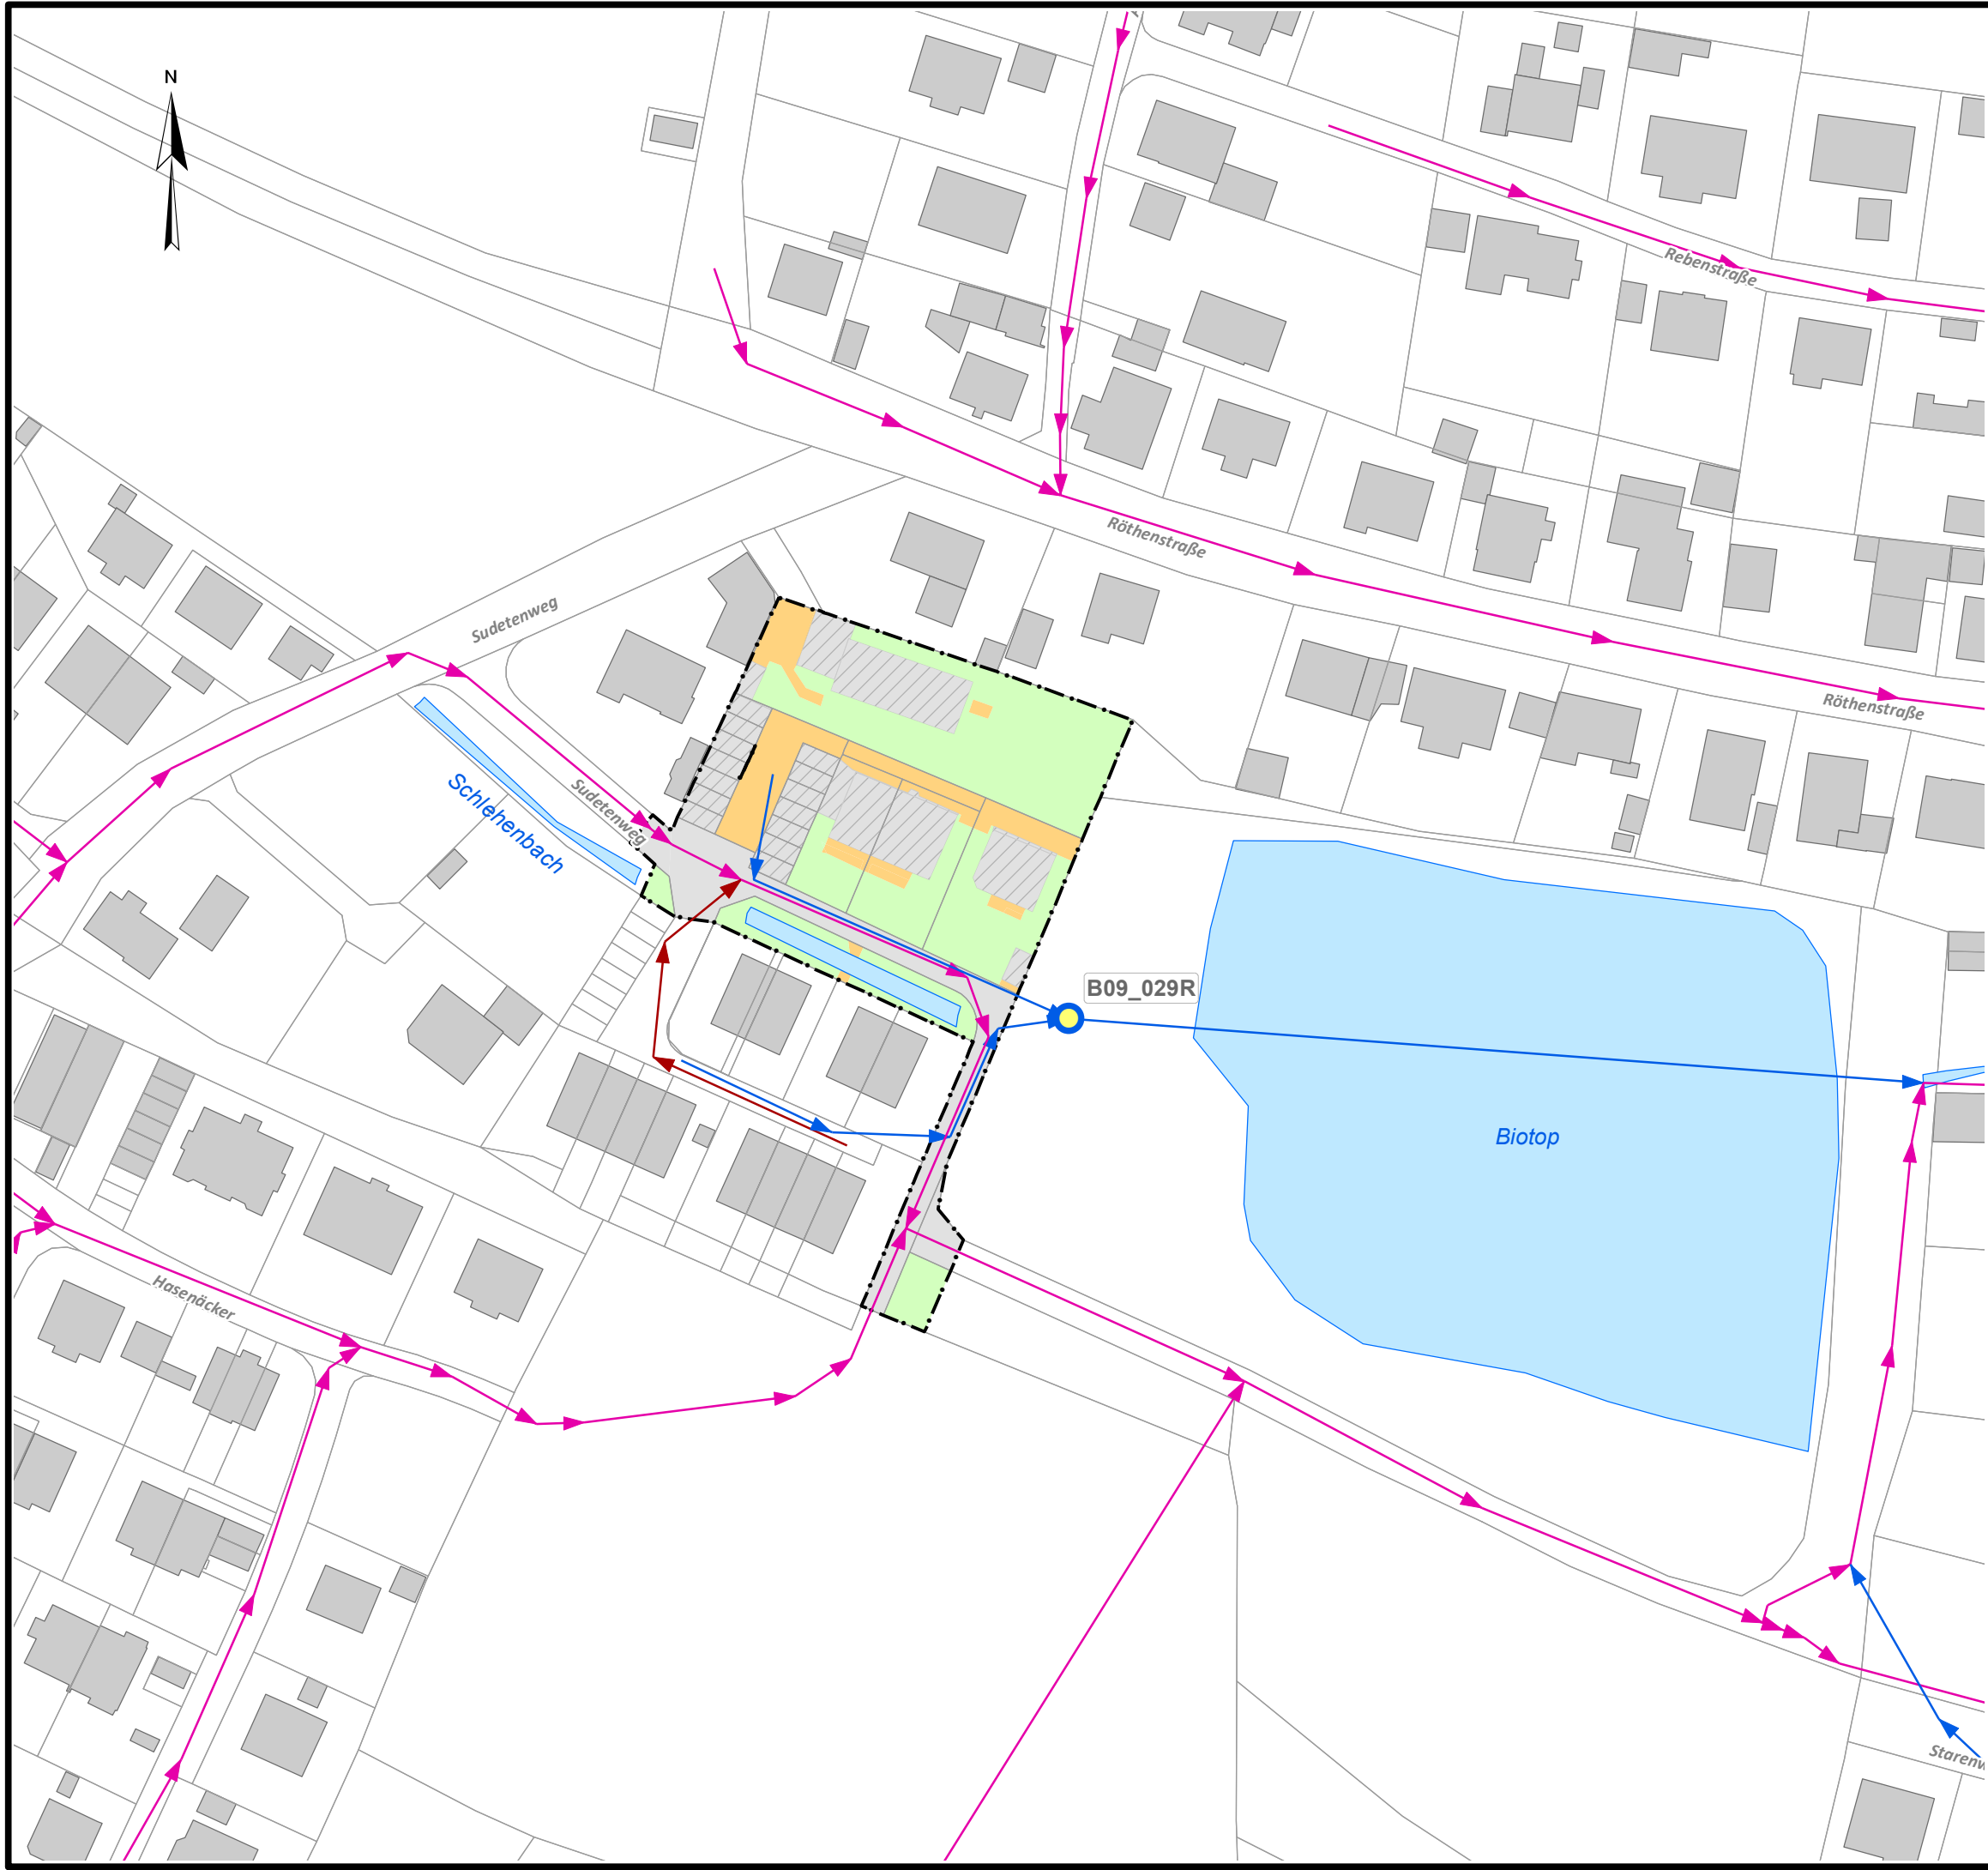 N
Rebenstraße
Röthenstraße
Sudetenweg
Röthenstraße
Sudetenweg
Schlehenbach
B09_029R
Biotop
Hasenäcker
Starenw